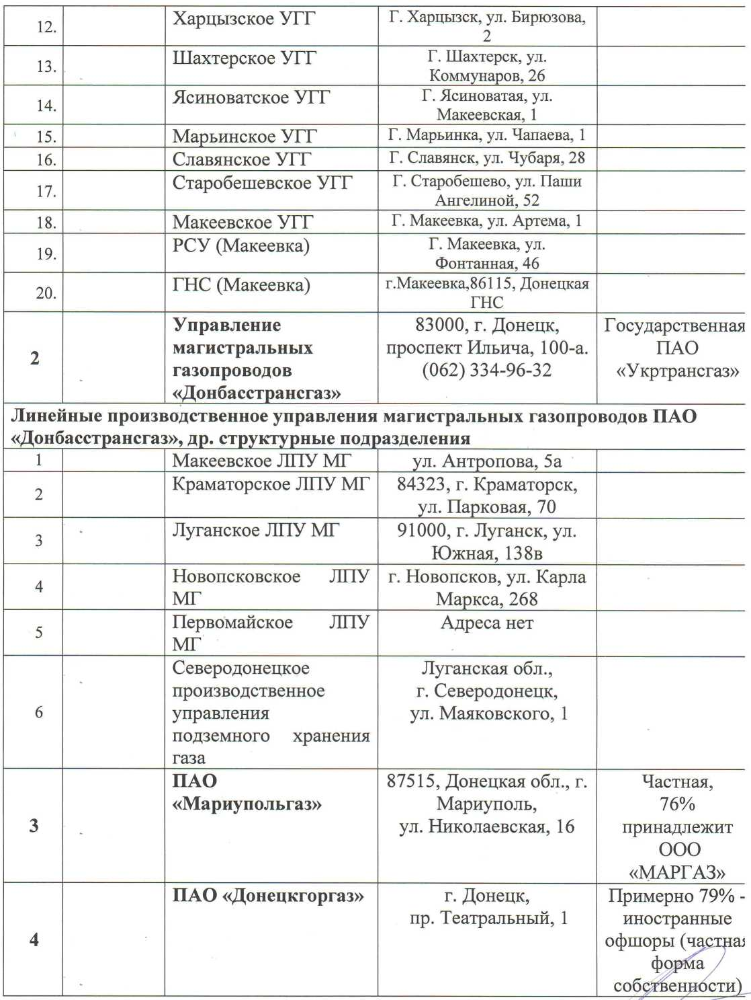 12.
Харцызское УГГ
Г. Харцызск, ул. Бирюзова,
2
13.
Шахтерское УГГ
Г. Шахтерск, ул.
Коммунаров, 26
14.
Ясиноватское УГГ
Г. Ясиноватая, ул.
Макеевская, 1
15.
Марьинское УГГ
Г. Марьинка, ул. Чапаева, 1
16.
Славянское УГГ
Г. Славянск, ул. Чубаря, 28
17.
Старобешевское УГГ
Г. Старобешево, ул. Паши
Ангелиной, 52
18.
Макеевское УГГ
Г. Макеевка, ул. Артема, 1
19.
РСУ (Макеевка)
Г. Макеевка, ул.
Фонтанная, 46
20.
ГНС (Макеевка)
г.Макеевка,86115, Донецкая
ГНС
2
Управление
магистральных
газопроводов
«Донбасстрансгаз»
83000, г. Донецк,
проспект Ильича, 100-а.
(062) 334-96-32
Государственная
ПАО
«Укртрансгаз»
Линейные производственное управления магистральных газопроводов ПАО
«Донбасстрансгаз», др. структурные подразделения
1
Макеевское ЛПУ МГ
ул. Антропова, 5а
2
Краматорское ЛПУ МГ
84323, г. Краматорск,
ул. Парковая, 70
3
Луганское ЛПУ МГ
91000, г. Луганск, ул.
Южная, 138в
4
Новопсковское ЛПУ
МГ
г. Новопсков, ул. Карла
Маркса, 268
5
Первомайское ЛПУ
МГ
Адреса нет
6
Северодонецкое
производственное
управления
подземного хранения
газа
Луганская обл.,
г. Северодонецк,
ул. Маяковского, 1
3
ПАО
«Мариупольгаз»
87515, Донецкая обл., г.
Мариуполь,
ул. Николаевская, 16
Частная,
76%
принадлежит
ООО
«МАРГАЗ»
4
ПАО «Донецкгоргаз»
г. Донецк,
пр. Театральный, 1
Примерно 79% -
иностранные
офшоры (частная
форма
собственности)